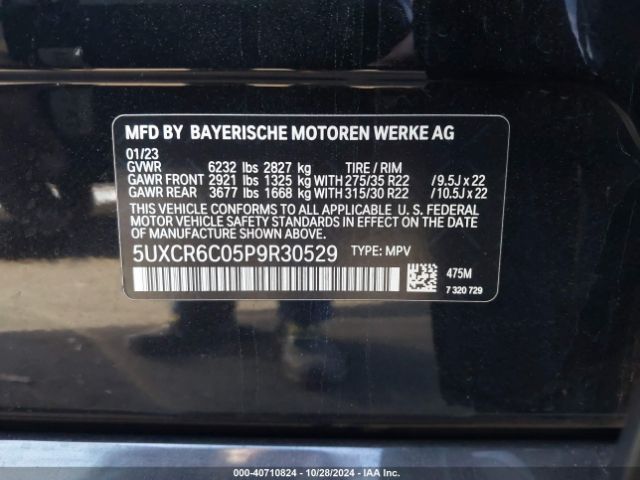 MFD BY BAYERISCHE MOTOREN WERKE AG
01/23
GVWR 6232 lbs 2827 kg TIRE / RIM
GAWR FRONT 2921 lbs 1325 kg WITH 275/35 R22 /9.5J x 22
GAWR REAR 3677 lbs 1668 kg WITH 315/30 R22 /10.5J x 22
THIS VEHICLE CONFORMS TO ALL APPLICABLE U. S. FEDERAL
MOTOR VEHICLE SAFETY STANDARDS IN EFFECT ON THE DATE
OF MANUFACTURE SHOWN ABOVE.
5UXCR6C05P9R30529 TYPE: MPV
475M
7 320 729
000-40710824 | 10/28/2024 | IAA Inc.